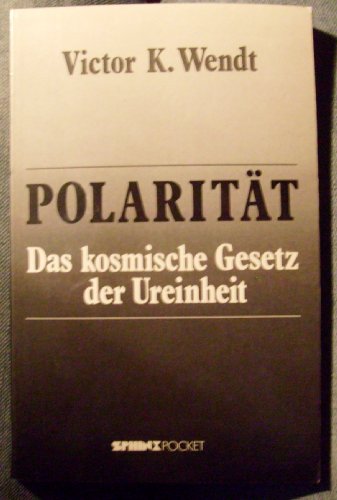 Victor K. Wendt
POLARITÄT
Das kosmische Gesetz
der Ureinheit
SPHINX POCKET